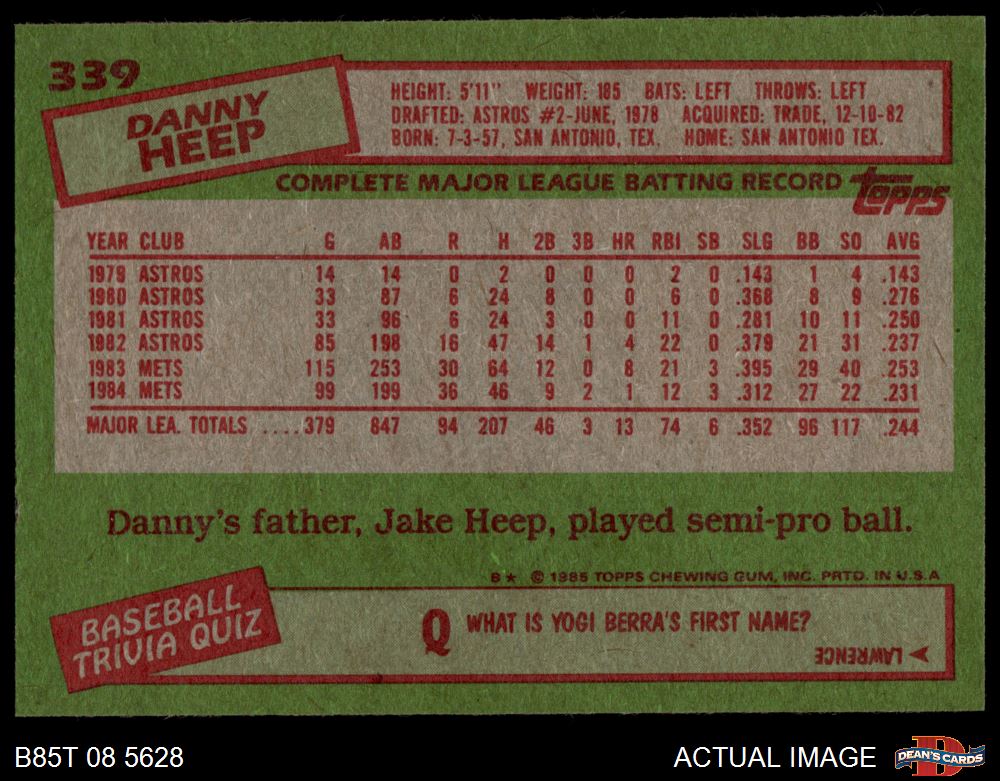 339
DANNY
HEEP
HEIGHT: 5'11" WEIGHT: 185 BATS: LEFT THROWS: LEFT
DRAFTED: ASTROS #2-JUNE, 1978 ACQUIRED: TRADE, 12-10-82
BORN: 7-3-57, SAN ANTONIO, TEX. HOME: SAN ANTONIO TEX.
COMPLETE MAJOR LEAGUE BATTING RECORD topps
YEAR CLUB G AB R H 2B 3B HR RBI SB SLG BB SO AVG
1979 ASTROS 14 14 0 2 0 0 0 2 0 .143 1 4 .143
1980 ASTROS 33 87 6 24 8 0 0 6 0 .368 8 9 .276
1981 ASTROS 33 96 6 24 3 0 0 11 0 .281 10 11 .250
1982 ASTROS 85 198 16 47 14 1 4 22 0 .379 21 31 .237
1983 METS 115 253 30 64 12 0 8 21 3 .395 29 40 .253
1984 METS 99 199 36 46 9 2 1 12 3 .312 27 22 .231
MAJOR LEA. TOTALS ....379 847 94 207 46 3 13 74 6 .352 96 117 .244
Danny's father, Jake Heep, played semi-pro ball.
B★ © 1985 TOPPS CHEWING GUM, INC. PRTD. IN U.S.A
BASEBALL
TRIVIA QUIZ
Q WHAT IS YOGI BERRA'S FIRST NAME?
LAWRENCE
B85T 08 5628
ACTUAL IMAGE
D
DEAN'S CARDS